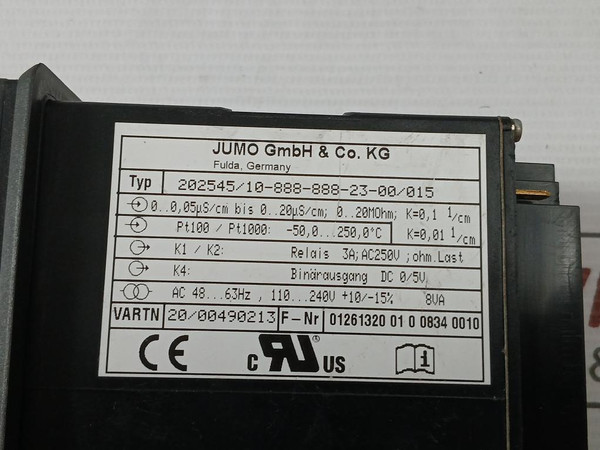 JUMO GmbH & Co. KG
Fulda, Germany
Typ 202545/10-888-888-23-00/015
0..0,05µS/cm bis 0..20µS/cm; 0..20MOhm; K=0,1 1/cm
Pt100 / Pt1000: -50,0...250,0°C K=0,01 1/cm
K1 / K2: Relais 3A;AC250V ;ohm.Last
K4: Binärausgang DC 0/5V
AC 48...63Hz , 110...240V +10/-15% 8VA
VARTN 20/00490213 F-Nr 01261320 01 0 0834 0010
CE c RU ® US i
&